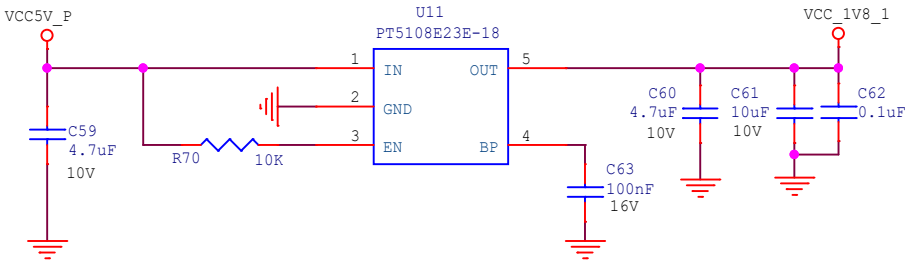 VCC5V_P
U11
VCC_1V8_1
PT5108E23E-18
1 IN OUT 5
2 GND
3 EN BP 4
C59
4.7uF
10V
R70 10K
C60
4.7uF
10V
C61
10uF
10V
C62
0.1uF
C63
100nF
16V